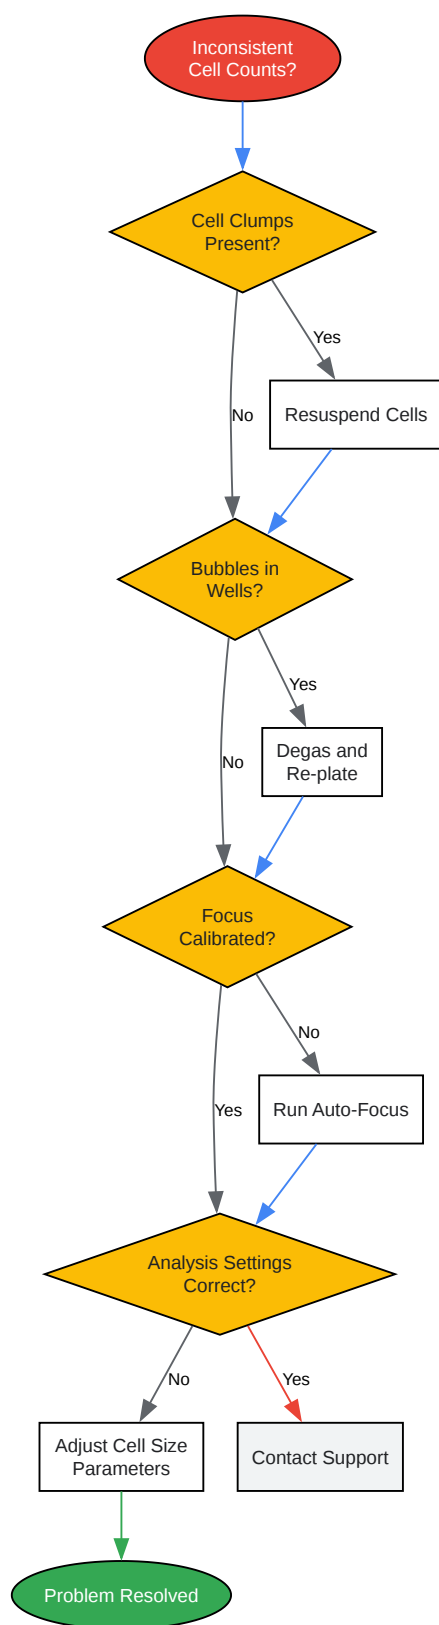 Inconsistent
Cell Counts?
Cell Clumps
Present?
Yes
Resuspend Cells
No
Bubbles in
Wells?
Yes
Degas and
Re-plate
No
Focus
Calibrated?
No
Run Auto-Focus
Yes
Analysis Settings
Correct?
No
Yes
Adjust Cell Size
Parameters
Contact Support
Problem Resolved